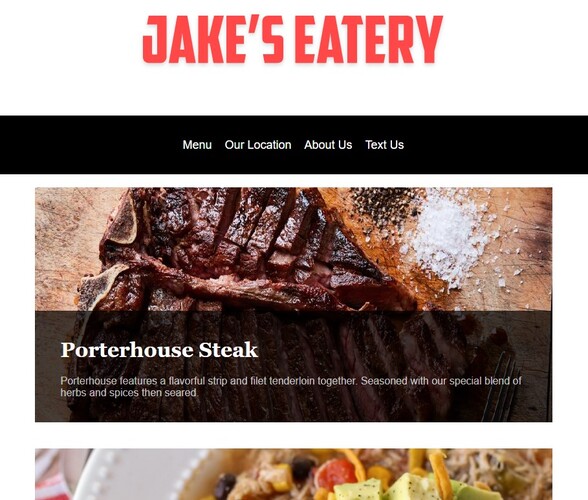 JAKE'S EATERY
Menu Our Location About Us Text Us
Porterhouse Steak
Porterhouse features a flavorful strip and filet tenderloin together. Seasoned with our special blend of
herbs and spices then seared.